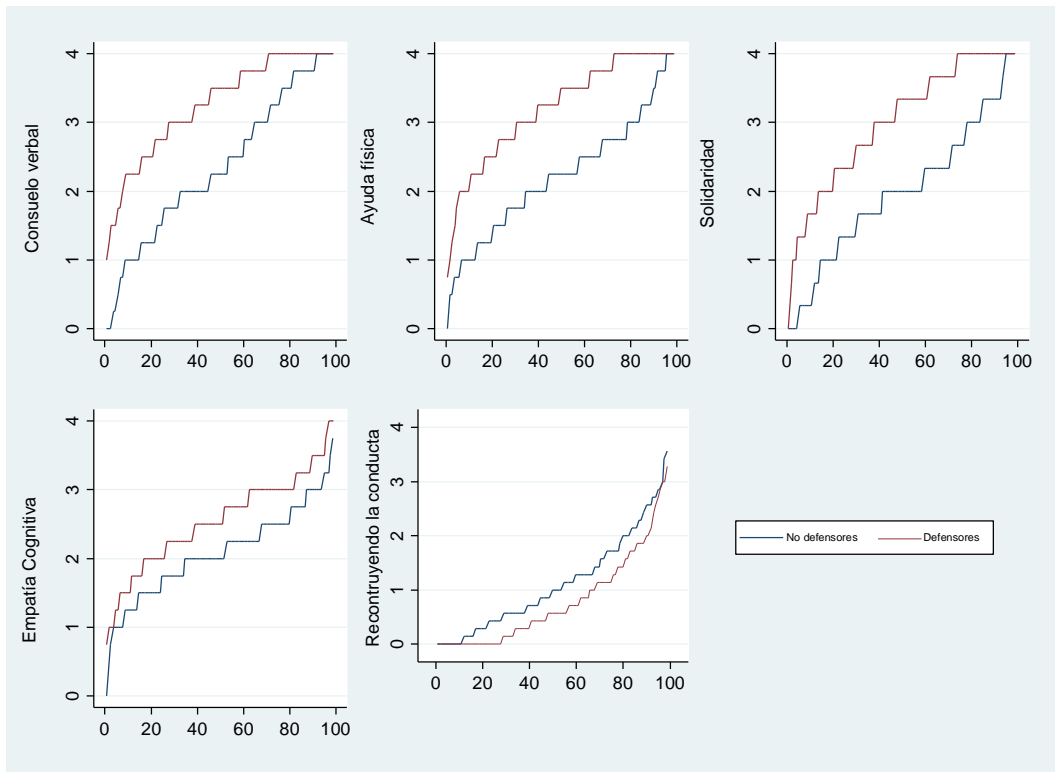 Consuelo verbal
4
3
2
1
0
0 20 40 60 80 100
Ayuda física
4
3
2
1
0
0 20 40 60 80 100
Solidaridad
4
3
2
1
0
0 20 40 60 80 100
Empatía Cognitiva
4
3
2
1
0
0 20 40 60 80 100
Recontruyendo la conducta
4
3
2
1
0
0 20 40 60 80 100
No defensores Defensores